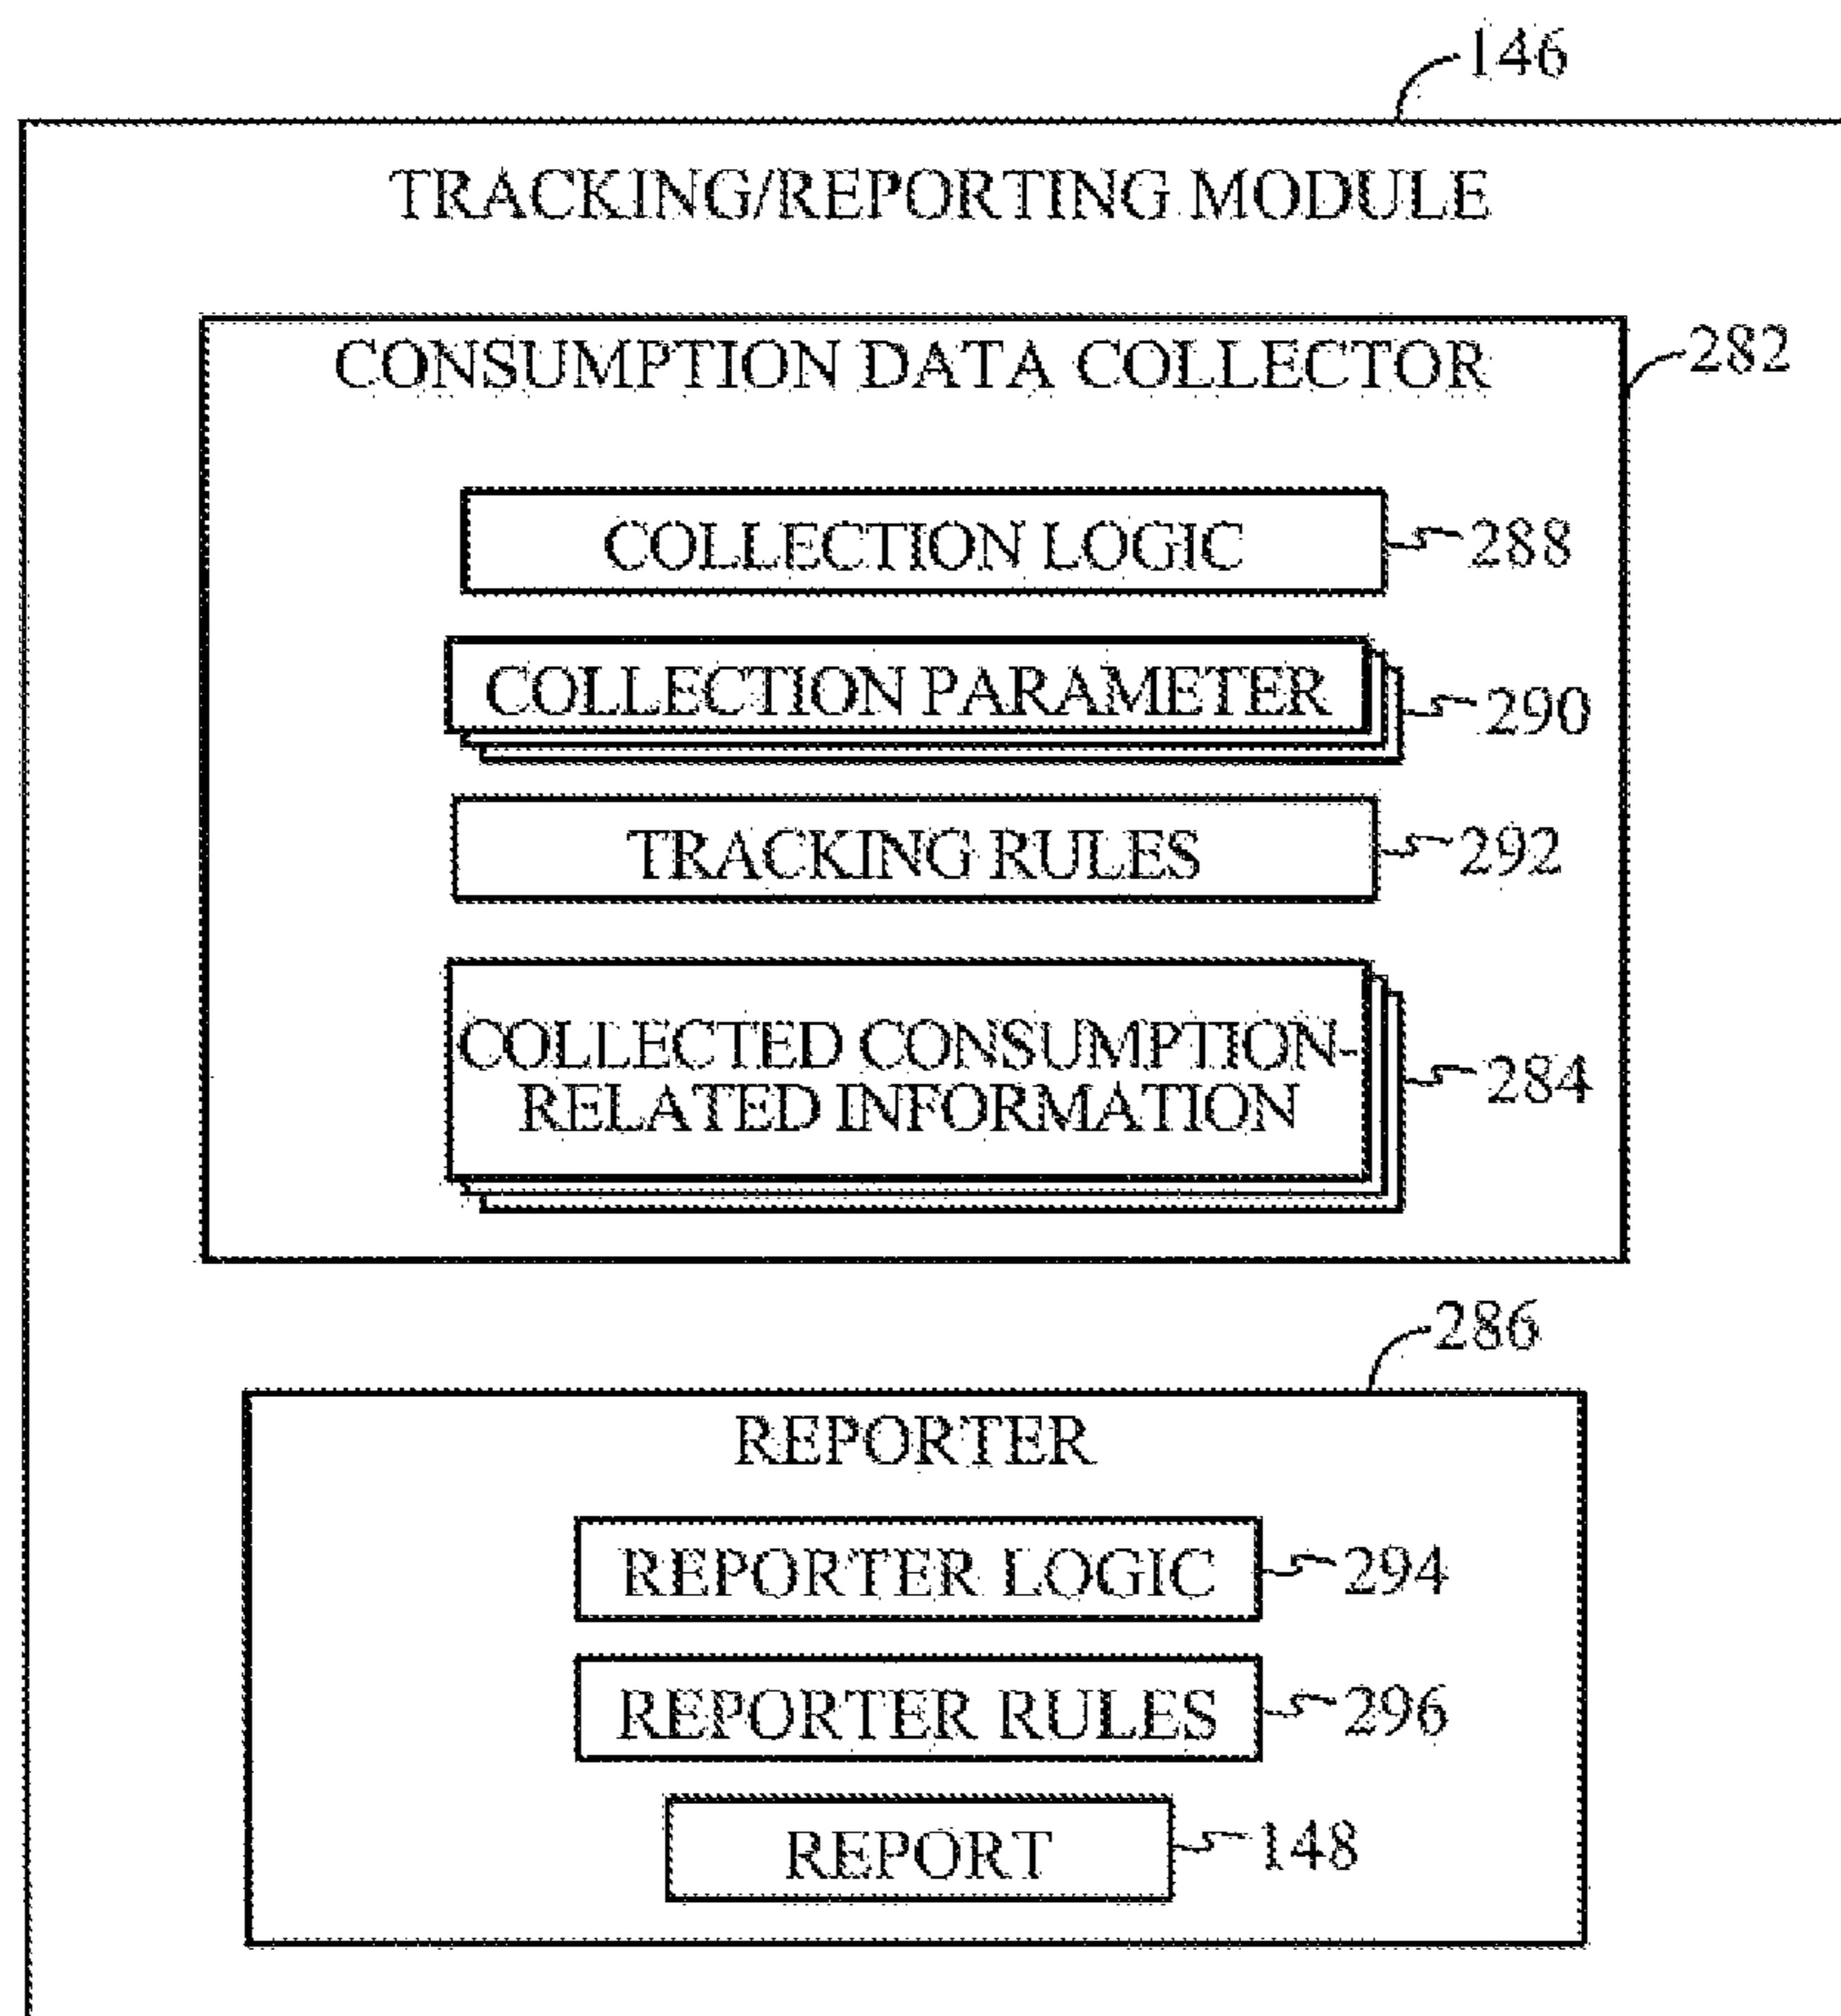 146
TRACKING/REPORTING MODULE
CONSUMPTION DATA COLLECTOR
282
COLLECTION LOGIC
288
COLLECTION PARAMETER
290
TRACKING RULES
292
COLLECTED CONSUMPTION-
RELATED INFORMATION
284
286
REPORTER
REPORTER LOGIC
294
REPORTER RULES
296
REPORT
148